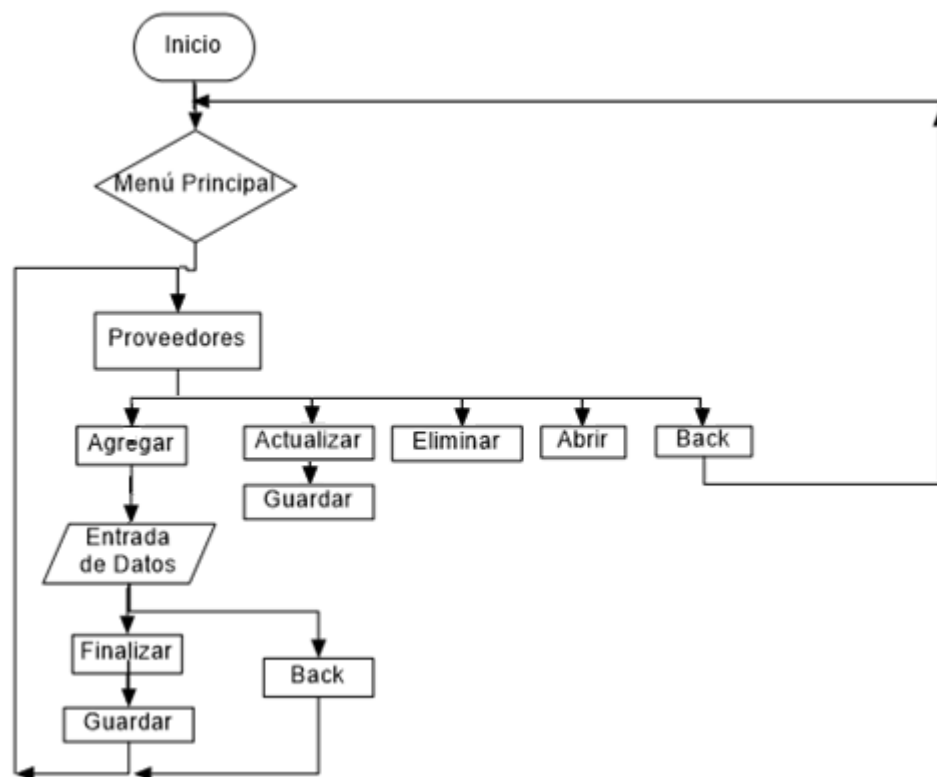 Inicio
Menú Principal
Proveedores
Agregar
Actualizar
Eliminar
Abrir
Back
Guardar
Entrada
de Datos
Finalizar
Back
Guardar